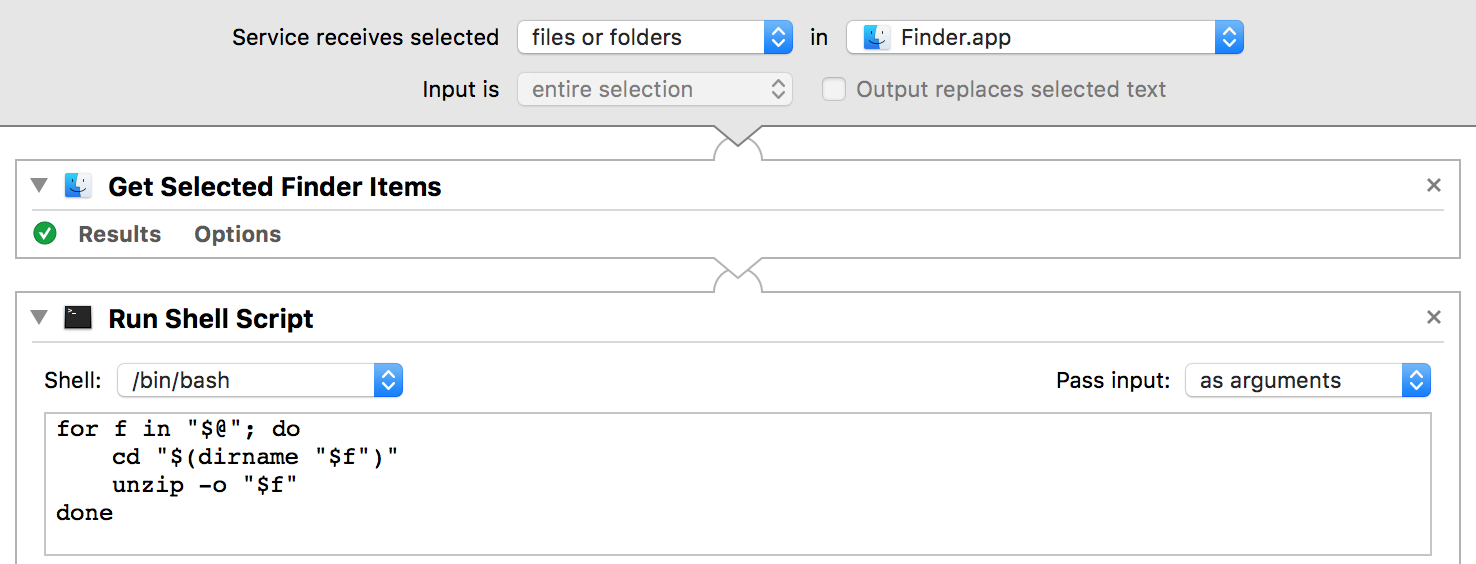 Service receives selected files or folders in Finder.app
Input is entire selection Output replaces selected text
Get Selected Finder Items
Results Options
Run Shell Script
Shell: /bin/bash Pass input: as arguments
for f in "$@"; do
    cd "$(dirname "$f")"
    unzip -o "$f"
done